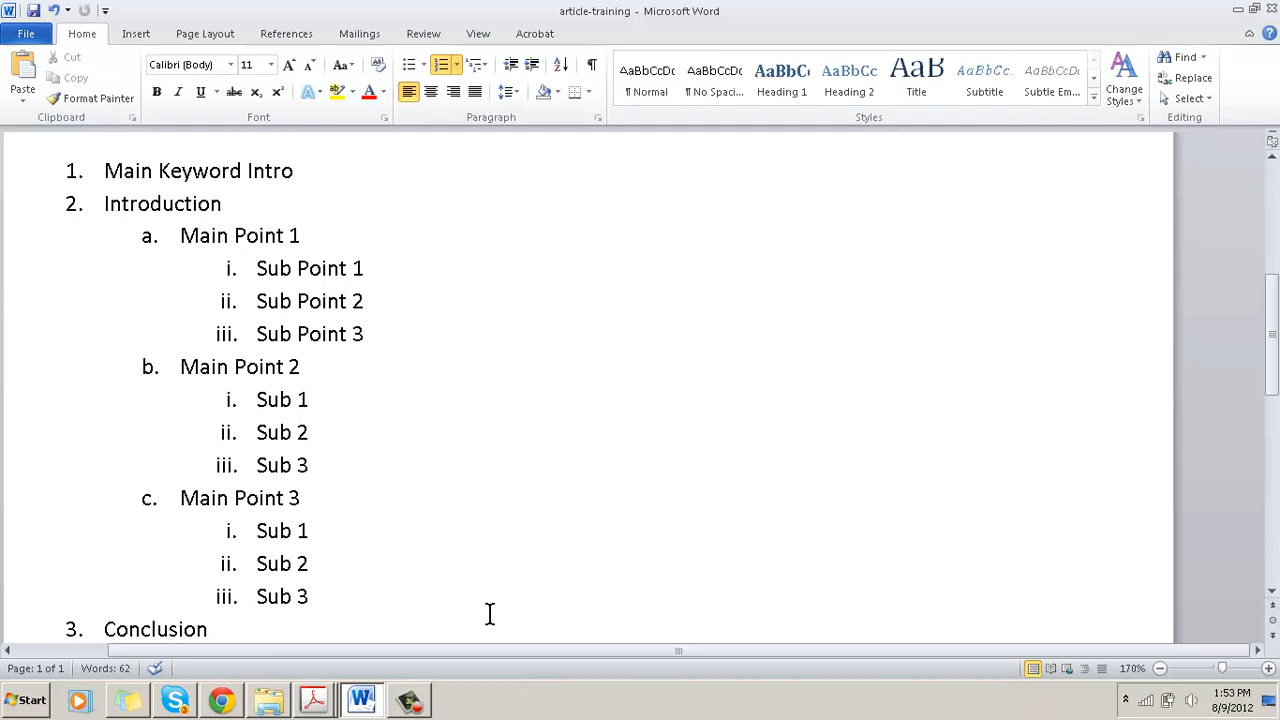 article-training - Microsoft Word
File Home Insert Page Layout References Mailings Review View Acrobat
Paste
Cut
Copy
Format Painter
Clipboard
Calibri (Body) 11
Aa
B I U abc x₂ x² A A
Font
Paragraph
AaBbCcDc AaBbCcDc AaBbC AaBbCc AaB AaBbCc. AaBbCcDc
¶ Normal ¶ No Spaci... Heading 1 Heading 2 Title Subtitle Subtle Em...
Styles
Change Styles
Find
Replace
Select
Editing
1. Main Keyword Intro
2. Introduction
a. Main Point 1
i. Sub Point 1
ii. Sub Point 2
iii. Sub Point 3
b. Main Point 2
i. Sub 1
ii. Sub 2
iii. Sub 3
c. Main Point 3
i. Sub 1
ii. Sub 2
iii. Sub 3
3. Conclusion
Page: 1 of 1 Words: 62 170%
Start
1:53 PM
8/9/2012